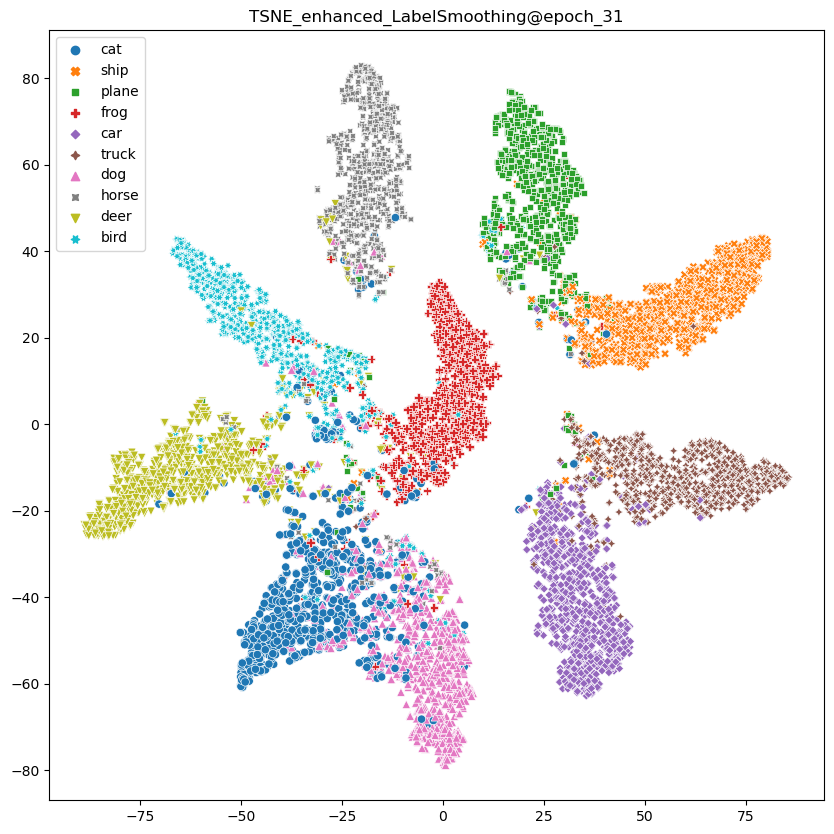 TSNE_enhanced_LabelSmoothing@epoch_31
cat
ship
plane
frog
car
truck
dog
horse
deer
bird
80
60
40
20
0
−20
−40
−60
−80
−75
−50
−25
0
25
50
75